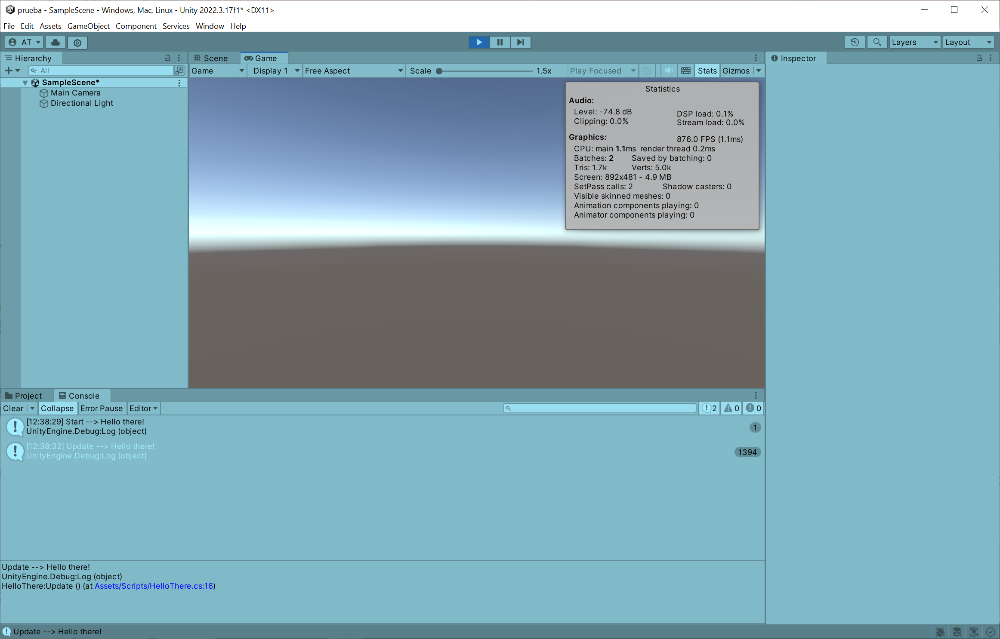 prueba - SampleScene - Windows, Mac, Linux - Unity 2022.3.17f1* <DX11>
File Edit Assets GameObject Component Services Window Help
AT Layers Layout
Hierarchy
All
SampleScene*
Main Camera
Directional Light
Scene Game
Game Display 1 Free Aspect Scale 1.5x Play Focused Stats Gizmos
Statistics
Audio:
Level: -74.8 dB DSP load: 0.1%
Clipping: 0.0% Stream load: 0.0%
Graphics: 876.0 FPS (1.1ms)
CPU: main 1.1ms render thread 0.2ms
Batches: 2 Saved by batching: 0
Tris: 1.7k Verts: 5.0k
Screen: 892x481 - 4.9 MB
SetPass calls: 2 Shadow casters: 0
Visible skinned meshes: 0
Animation components playing: 0
Animator components playing: 0
Inspector
Project Console
Clear Collapse Error Pause Editor 2 0 0
[12:38:29] Start --> Hello there!
UnityEngine.Debug:Log (object)
1
[12:38:32] Update --> Hello there!
UnityEngine.Debug:Log (object)
1394
Update --> Hello there!
UnityEngine.Debug:Log (object)
HelloThere:Update () (at Assets/Scripts/HelloThere.cs:16)
Update --> Hello there!